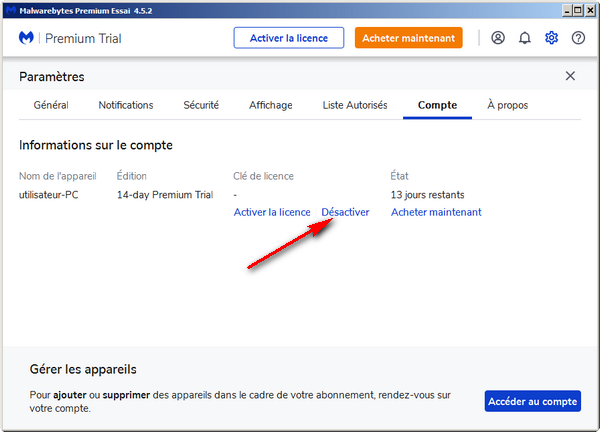 Malwarebytes Premium Essai 4.5.2
Premium Trial
Activer la licence
Acheter maintenant
Paramètres
Général Notifications Sécurité Affichage Liste Autorisés Compte À propos
Informations sur le compte
Nom de l'appareil Édition Clé de licence État
utilisateur-PC 14-day Premium Trial - 13 jours restants
Activer la licence Désactiver Acheter maintenant
Gérer les appareils
Pour ajouter ou supprimer des appareils dans le cadre de votre abonnement, rendez-vous sur
votre compte.
Accéder au compte